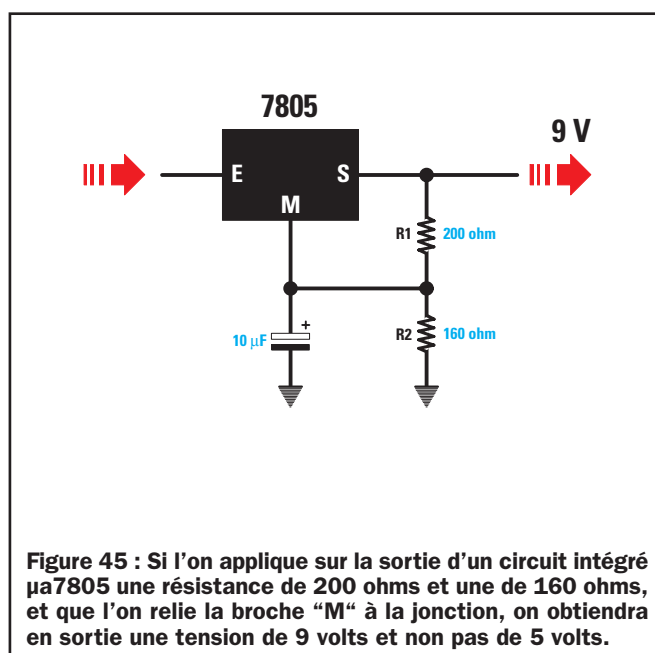 7805
9 V
E
S
M
R1
200 ohm
+
10 µF
R2
160 ohm
Figure 45 : Si l’on applique sur la sortie d’un circuit intégré
µa7805 une résistance de 200 ohms et une de 160 ohms,
et que l’on relie la broche “M“ à la jonction, on obtiendra
en sortie une tension de 9 volts et non pas de 5 volts.